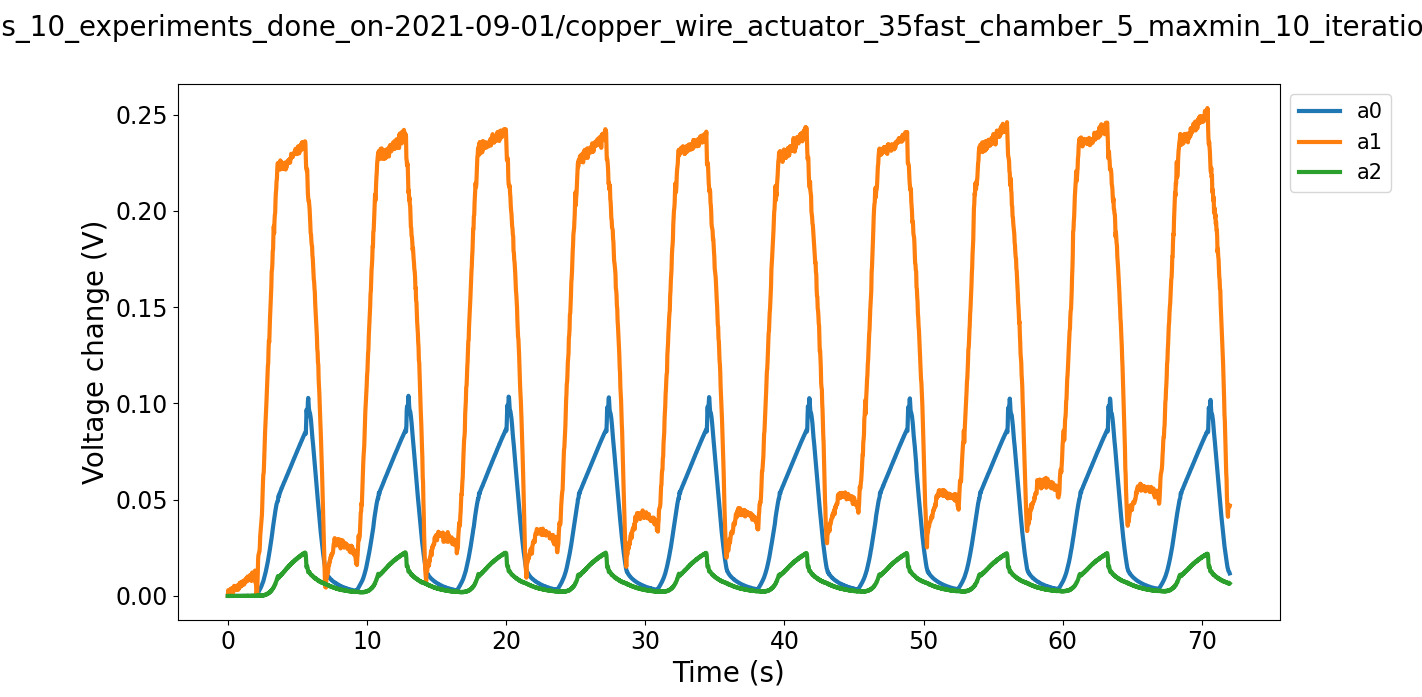 s_10_experiments_done_on-2021-09-01/copper_wire_actuator_35fast_chamber_5_maxmin_10_iteratio
0.25
0.20
0.15
0.10
0.05
0.00
Voltage change (V)
0 10 20 30 40 50 60 70
Time (s)
a0
a1
a2